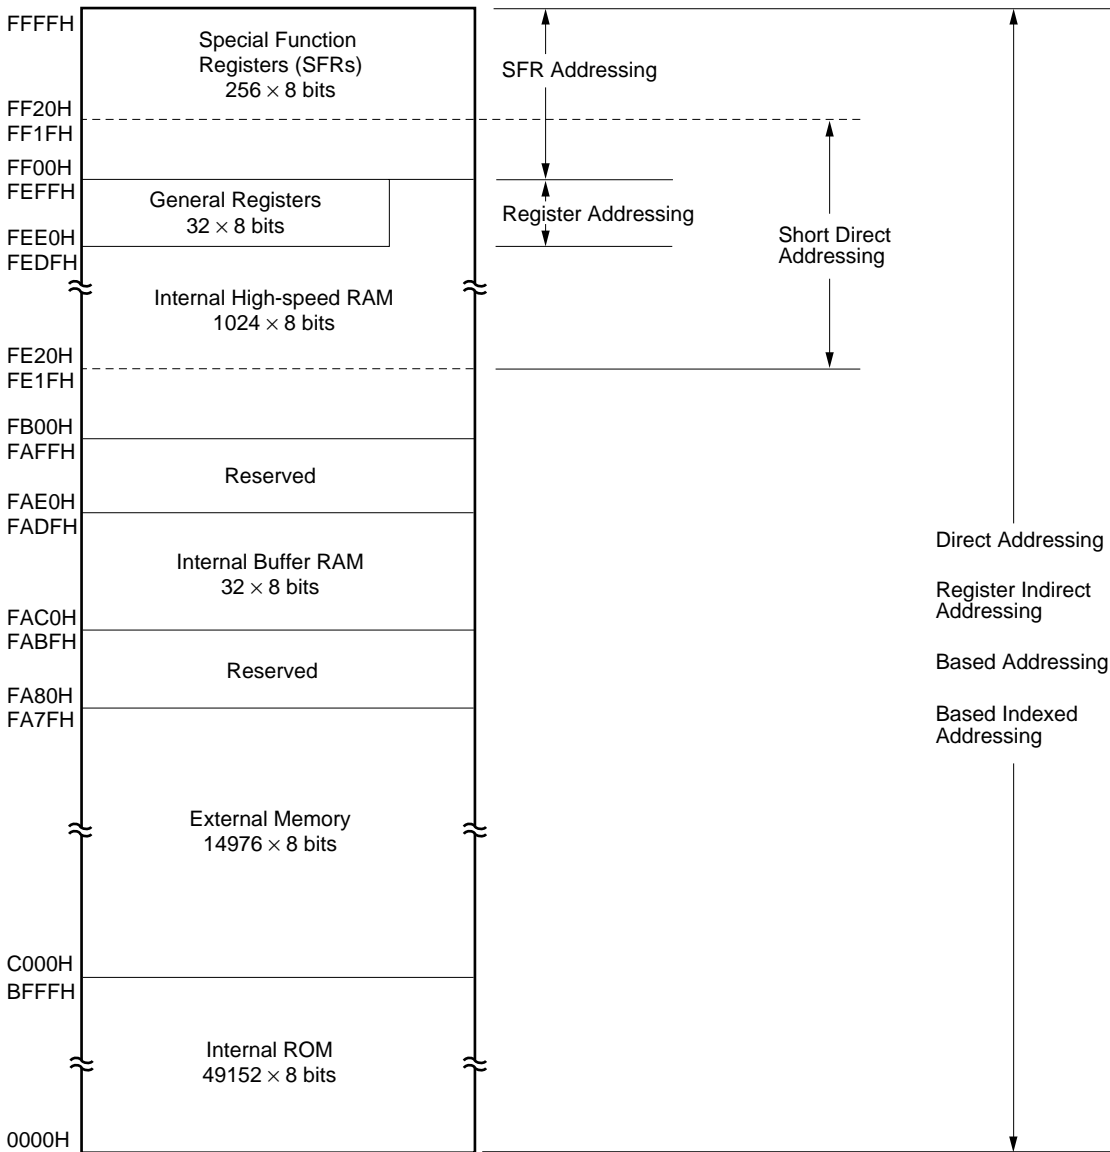 FFFFH
Special Function
Registers (SFRs)
256 × 8 bits
SFR Addressing
FF20H
FF1FH
FF00H
FEFFH
General Registers
32 × 8 bits
Register Addressing
FEE0H
FEDFH
Short Direct
Addressing
Internal High-speed RAM
1024 × 8 bits
FE20H
FE1FH
FB00H
FAFFH
Reserved
FAE0H
FADFH
Internal Buffer RAM
32 × 8 bits
Direct Addressing
Register Indirect
Addressing
FAC0H
FABFH
Reserved
Based Addressing
FA80H
FA7FH
Based Indexed
Addressing
External Memory
14976 × 8 bits
C000H
BFFFH
Internal ROM
49152 × 8 bits
0000H